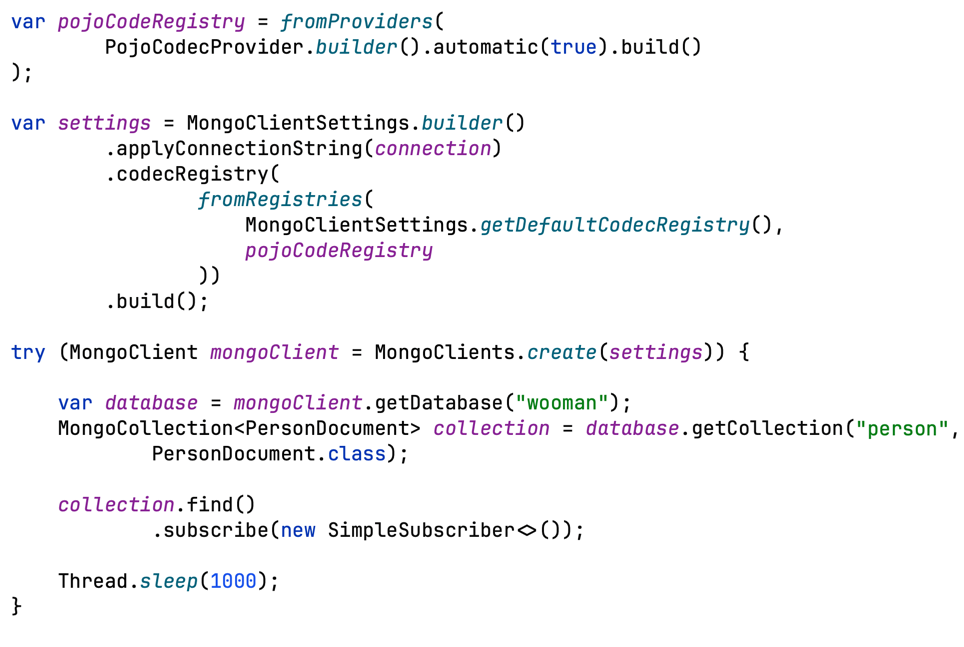 var pojoCodeRegistry = fromProviders(
        PojoCodecProvider.builder().automatic(true).build()
);

var settings = MongoClientSettings.builder()
        .applyConnectionString(connection)
        .codecRegistry(
                fromRegistries(
                    MongoClientSettings.getDefaultCodecRegistry(),
                    pojoCodeRegistry
                ))
        .build();

try (MongoClient mongoClient = MongoClients.create(settings)) {

    var database = mongoClient.getDatabase("wooman");
    MongoCollection<PersonDocument> collection = database.getCollection("person",
            PersonDocument.class);

    collection.find()
            .subscribe(new SimpleSubscriber<>());

    Thread.sleep(1000);
}